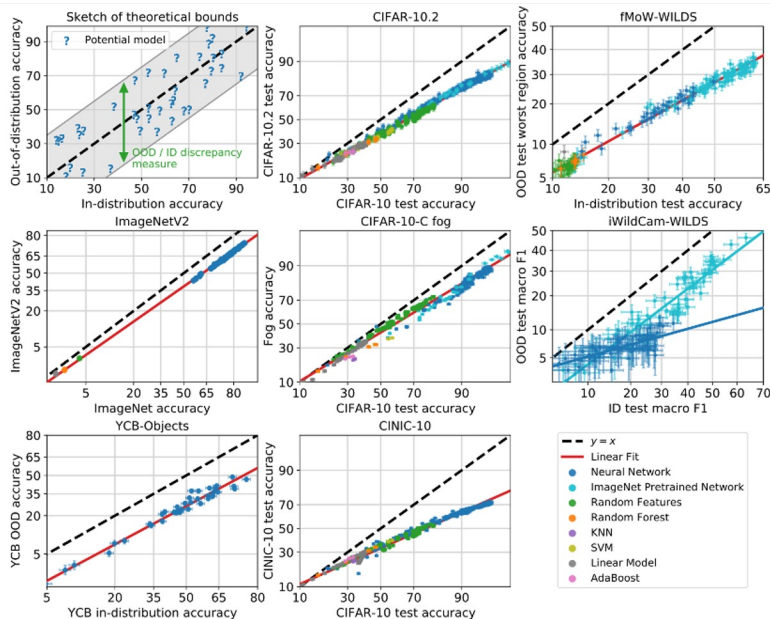 Sketch of theoretical bounds
? Potential model
OOD / ID discrepancy
measure
Out-of-distribution accuracy
90
70
50
30
10
10 30 50 70 90
In-distribution accuracy
CIFAR-10.2
CIFAR-10.2 test accuracy
90
70
50
30
10
10 30 50 70 90
CIFAR-10 test accuracy
fMoW-WILDS
OOD test worst region accuracy
50
40
30
20
10
5
10 20 30 45 65
In-distribution test accuracy
ImageNetV2
ImageNetV2 accuracy
80
65
50
35
20
5
5 20 35 50 65 80
ImageNet accuracy
CIFAR-10-C fog
Fog accuracy
90
70
50
30
10
10 30 50 70 90
CIFAR-10 test accuracy
iWildCam-WILDS
OOD test macro F1
50
40
30
20
10
5
10 20 30 40 50 60 70
ID test macro F1
YCB-Objects
YCB OOD accuracy
80
65
50
35
20
5
5 20 35 50 65 80
YCB in-distribution accuracy
CINIC-10
CINIC-10 test accuracy
90
70
50
30
10
10 30 50 70 90
CIFAR-10 test accuracy
y = x
Linear Fit
Neural Network
ImageNet Pretrained Network
Random Features
Random Forest
KNN
SVM
Linear Model
AdaBoost